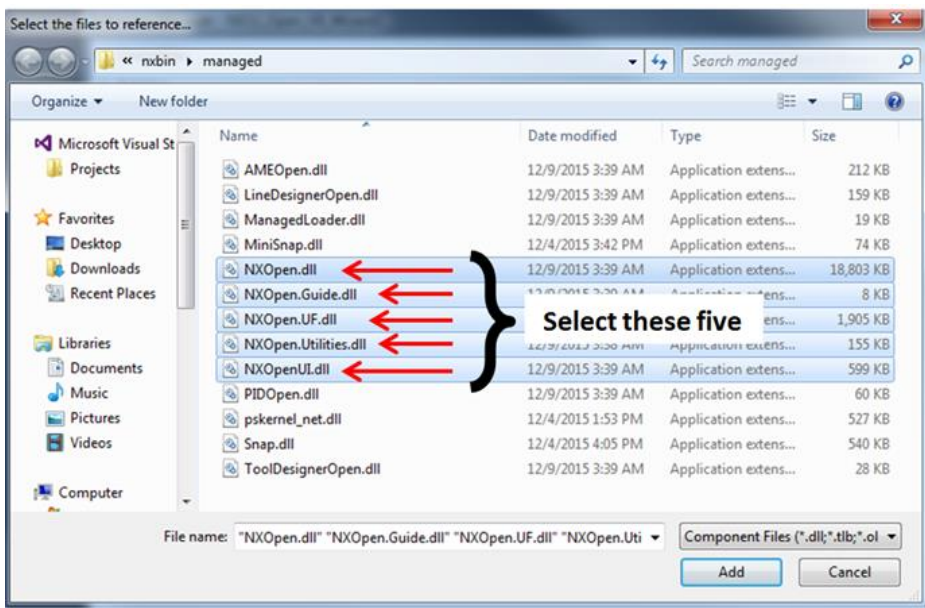 Select the files to reference...
« nxbin ▸ managed
Search managed
Organize ▾ New folder
Name Date modified Type Size
Microsoft Visual St
Projects
Favorites
Desktop
Downloads
Recent Places
Libraries
Documents
Music
Pictures
Videos
Computer
AMEOpen.dll 12/9/2015 3:39 AM Application extens... 212 KB
LineDesignerOpen.dll 12/9/2015 3:39 AM Application extens... 159 KB
ManagedLoader.dll 12/9/2015 3:39 AM Application extens... 19 KB
MiniSnap.dll 12/4/2015 3:42 PM Application extens... 74 KB
NXOpen.dll 12/9/2015 3:39 AM Application extens... 18,803 KB
NXOpen.Guide.dll 8 KB
NXOpen.UF.dll ens... 1,905 KB
NXOpen.Utilities.dll 155 KB
NXOpenUI.dll 12/9/2015 3:39 AM Application extens... 599 KB
Select these five
PIDOpen.dll 12/9/2015 3:39 AM Application extens... 60 KB
pskernel_net.dll 12/4/2015 1:53 PM Application extens... 527 KB
Snap.dll 12/4/2015 4:05 PM Application extens... 540 KB
ToolDesignerOpen.dll 12/9/2015 3:39 AM Application extens... 28 KB
File name: "NXOpen.dll" "NXOpen.Guide.dll" "NXOpen.UF.dll" "NXOpen.Uti
Component Files (*.dll;*.tlb;*.ol
Add Cancel